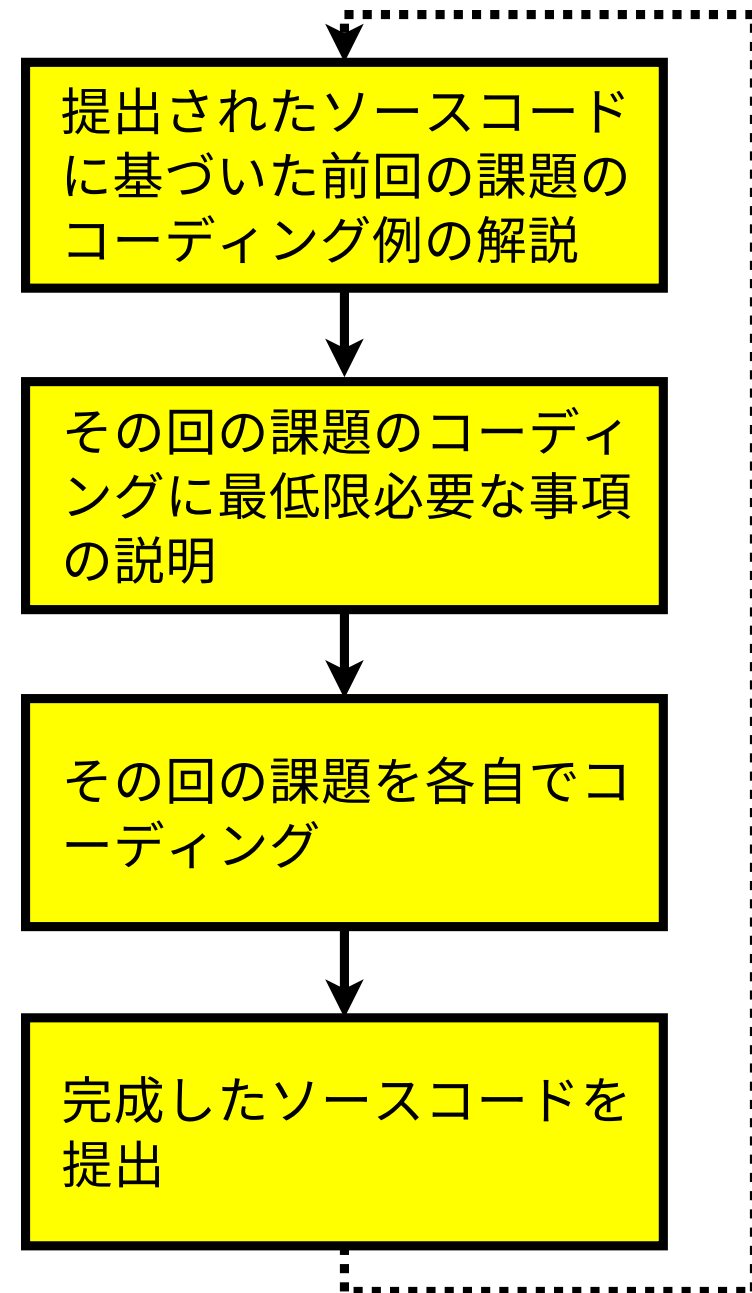 提出されたソースコード
に基づいた前回の課題の
コーディング例の解説
その回の課題のコーディ
ングに最低限必要な事項
の説明
その回の課題を各自でコ
ーディング
完成したソースコードを
提出